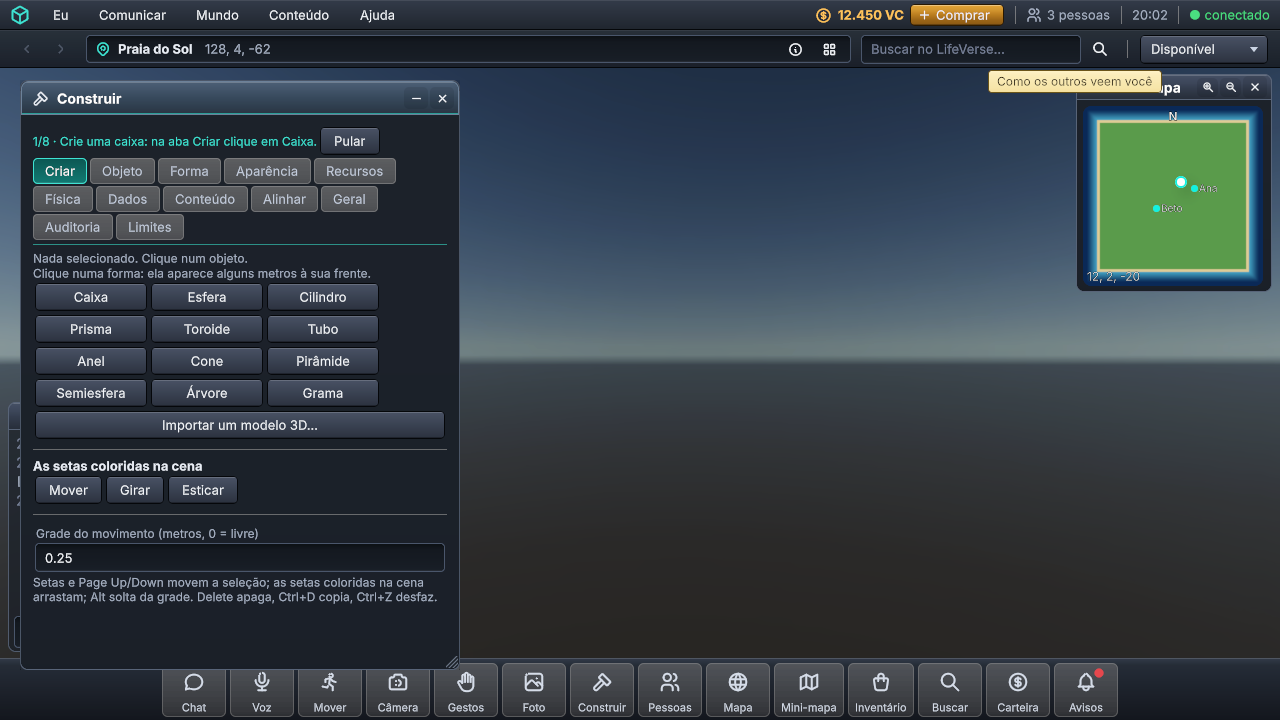 Eu Comunicar Mundo Conteúdo Ajuda 12.450 VC + Comprar 3 pessoas 20:02 conectado
Praia do Sol 128, 4, -62 Buscar no LifeVerse... Disponível
Como os outros veem você
Construir
1/8 · Crie uma caixa: na aba Criar clique em Caixa. Pular
Criar Objeto Forma Aparência Recursos
Física Dados Conteúdo Alinhar Geral
Auditoria Limites
Nada selecionado. Clique num objeto.
Clique numa forma: ela aparece alguns metros à sua frente.
Caixa Esfera Cilindro
Prisma Toroide Tubo
Anel Cone Pirâmide
Semiesfera Árvore Grama
Importar um modelo 3D...
As setas coloridas na cena
Mover Girar Esticar
Grade do movimento (metros, 0 = livre)
0.25
Setas e Page Up/Down movem a seleção; as setas coloridas na cena
arrastam; Alt solta da grade. Delete apaga, Ctrl+D copia, Ctrl+Z desfaz.
N
Ana
Beto
12, 2, -20
Chat Voz Mover Câmera Gestos Foto Construir Pessoas Mapa Mini-mapa Inventário Buscar Carteira Avisos